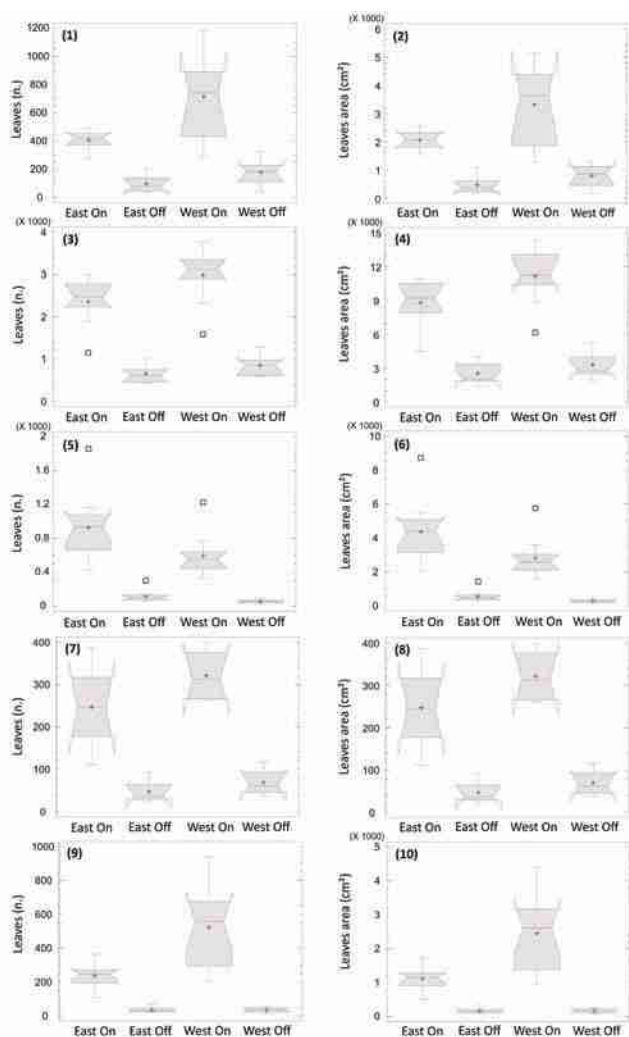 (1)
Leaves (n.)
1200
1000
800
600
400
200
0
East On East Off West On West Off
(X 1000)
(2)
Leaves area (cm²)
6
5
4
3
2
1
0
East On East Off West On West Off
(X 1000)
(3)
Leaves (n.)
4
3
2
1
0
East On East Off West On West Off
(X 1000)
(4)
Leaves area (cm²)
15
12
9
6
3
0
East On East Off West On West Off
(X 1000)
(5)
Leaves (n.)
2
1.6
1.2
0.8
0.4
0
East On East Off West On West Off
(X 1000)
(6)
Leaves area (cm²)
10
8
6
4
2
0
East On East Off West On West Off
(7)
Leaves (n.)
400
300
200
100
0
East On East Off West On West Off
(8)
Leaves area (cm²)
400
300
200
100
0
East On East Off West On West Off
(9)
Leaves (n.)
1000
800
600
400
200
0
East On East Off West On West Off
(X 1000)
(10)
Leaves area (cm²)
5
4
3
2
1
0
East On East Off West On West Off